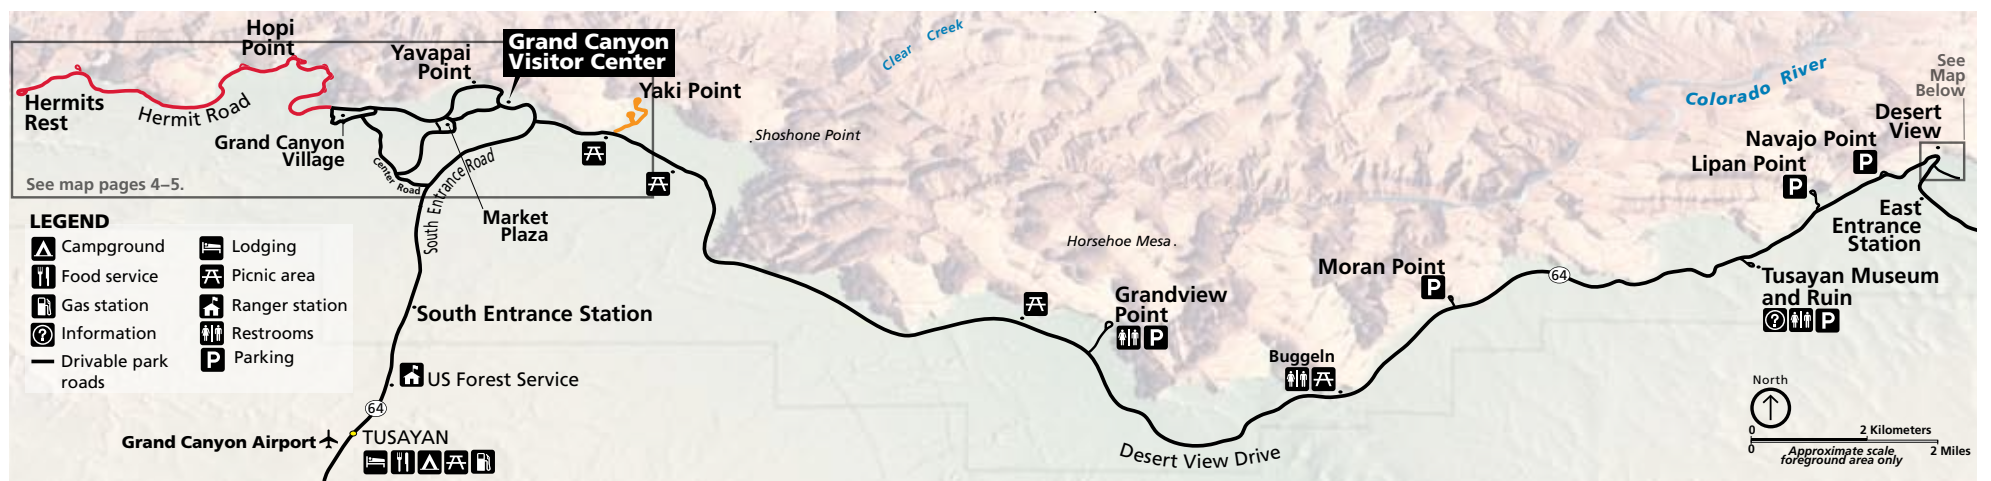 Hopi
Point
Yavapai
Point
Grand Canyon
Visitor Center
Clear Creek
Hermits
Rest
Hermit Road
Yaki Point
Grand Canyon
Village
Center Road
South Entrance Road
Shoshone Point
See map pages 4–5.
Market
Plaza
Colorado River
See
Map
Below
Desert
View
Navajo Point
P
Lipan Point
P
East
Entrance
Station
Horsehoe Mesa
LEGEND
Campground
Food service
Gas station
? Information
Drivable park
roads
Lodging
Picnic area
Ranger station
Restrooms
P Parking
South Entrance Station
US Forest Service
64
Grand Canyon Airport
TUSAYAN
Grandview
Point
P
Moran Point
P
64
Tusayan Museum
and Ruin
? P
Buggeln
Desert View Drive
North
0 2 Kilometers
0 2 Miles
Approximate scale
foreground area only